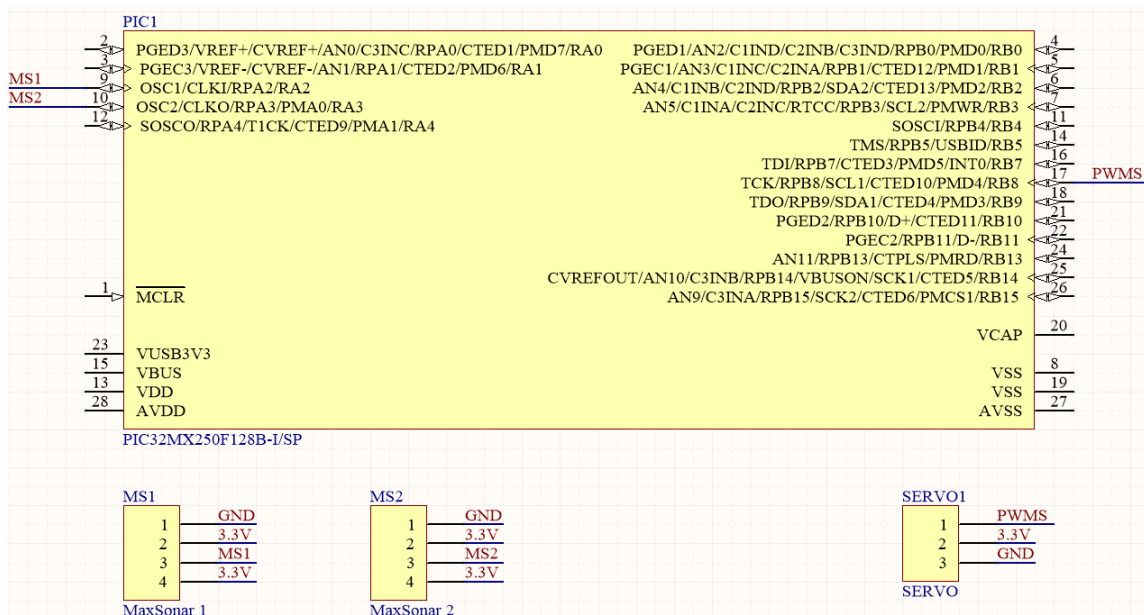 PIC1
2 PGED3/VREF+/CVREF+/AN0/C3INC/RPA0/CTED1/PMD7/RA0
3 PGEC3/VREF-/CVREF-/AN1/RPA1/CTED2/PMD6/RA1
MS1 9 OSC1/CLKI/RPA2/RA2
MS2 10 OSC2/CLKO/RPA3/PMA0/RA3
12 SOSCO/RPA4/T1CK/CTED9/PMA1/RA4
1 MCLR
23 VUSB3V3
15 VBUS
13 VDD
28 AVDD
PGED1/AN2/C1IND/C2INB/C3IND/RPB0/PMD0/RB0 4
PGEC1/AN3/C1INC/C2INA/RPB1/CTED12/PMD1/RB1 5
AN4/C1INB/C2IND/RPB2/SDA2/CTED13/PMD2/RB2 6
AN5/C1INA/C2INC/RTCC/RPB3/SCL2/PMWR/RB3 7
SOSCI/RPB4/RB4 11
TMS/RPB5/USBID/RB5 14
TDI/RPB7/CTED3/PMD5/INT0/RB7 16
TCK/RPB8/SCL1/CTED10/PMD4/RB8 17 PWMS
TDO/RPB9/SDA1/CTED4/PMD3/RB9 18
PGED2/RPB10/D+/CTED11/RB10 21
PGEC2/RPB11/D-/RB11 22
AN11/RPB13/CTPLS/PMRD/RB13 24
CVREFOUT/AN10/C3INB/RPB14/VBUSON/SCK1/CTED5/RB14 25
AN9/C3INA/RPB15/SCK2/CTED6/PMCS1/RB15 26
VCAP 20
VSS 8
VSS 19
AVSS 27
PIC32MX250F128B-I/SP
MS1
1 GND
2 3.3V
3 MS1
4 3.3V
MaxSonar 1
MS2
1 GND
2 3.3V
3 MS2
4 3.3V
MaxSonar 2
SERVO1
1 PWMS
2 3.3V
3 GND
SERVO